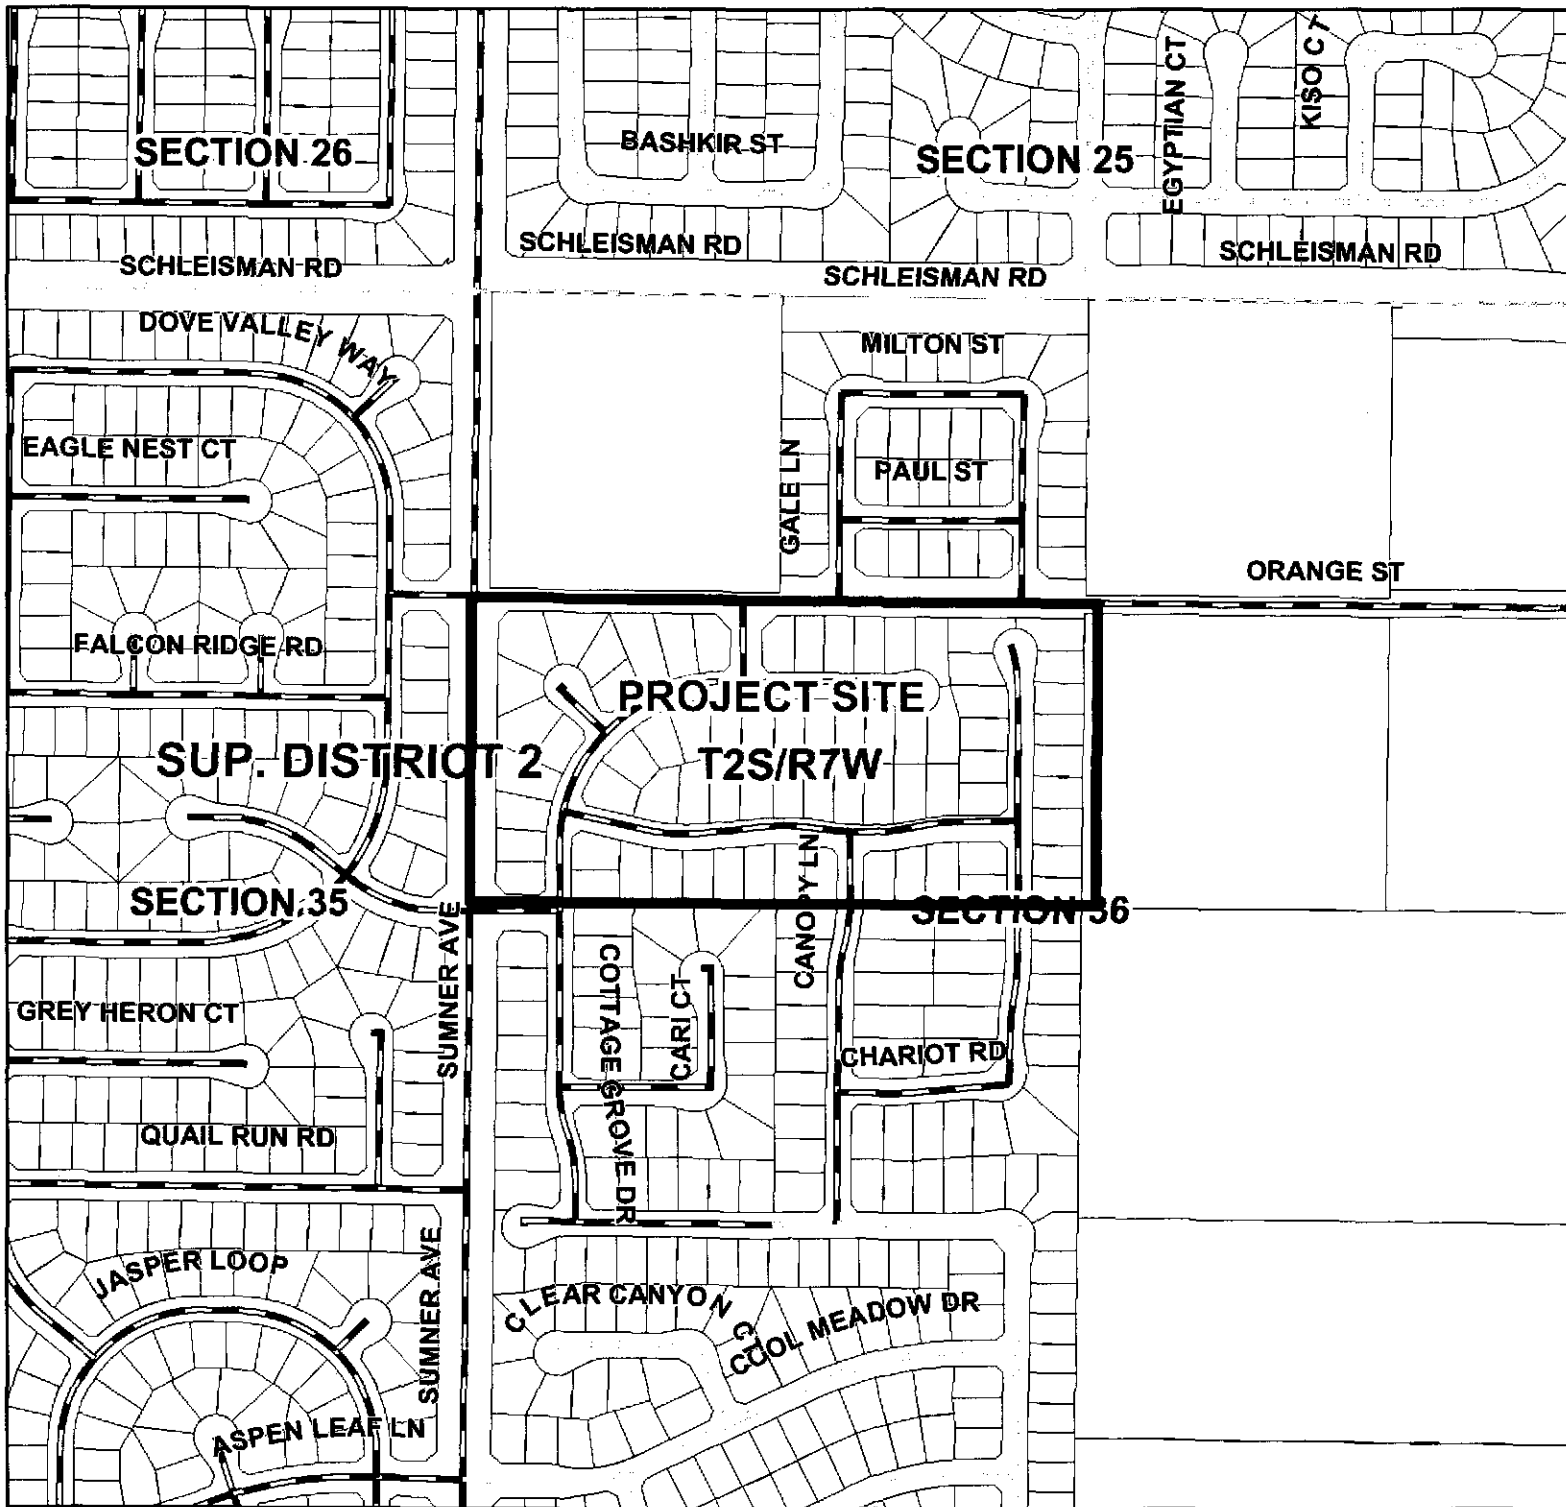 EGYPTIAN CT
KISO CT
SECTION 26
BASHKIR ST
SECTION 25
SCHLEISMAN RD
SCHLEISMAN RD
SCHLEISMAN RD
SCHLEISMAN RD
DOVE VALLEY WAY
MILTON ST
EAGLE NEST CT
GALE LN
PAUL ST
ORANGE ST
FALCON RIDGE RD
PROJECT SITE
SUP. DISTRICT 2
T2S/R7W
SECTION 35
CANOPY LN
SECTION 36
SUMNER AVE
COTTAGE GROVE DR
CARI CT
GREY HERON CT
CHARIOT RD
QUAIL RUN RD
JASPER LOOP
SUMNER AVE
CLEAR CANYON CT
COOL MEADOW DR
ASPEN LEAF LN